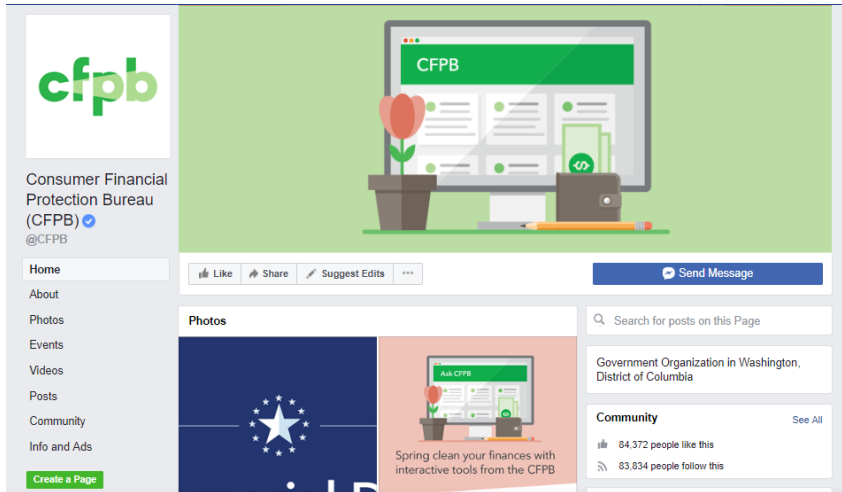 cfpb
Consumer Financial
Protection Bureau
(CFPB)
@CFPB
Home
About
Photos
Events
Videos
Posts
Community
Info and Ads
Create a Page
CFPB
Like
Share
Suggest Edits
Send Message
Photos
Ask CFPB
Spring clean your finances with
interactive tools from the CFPB
Search for posts on this Page
Government Organization in Washington,
District of Columbia
Community
See All
84,372 people like this
83,834 people follow this